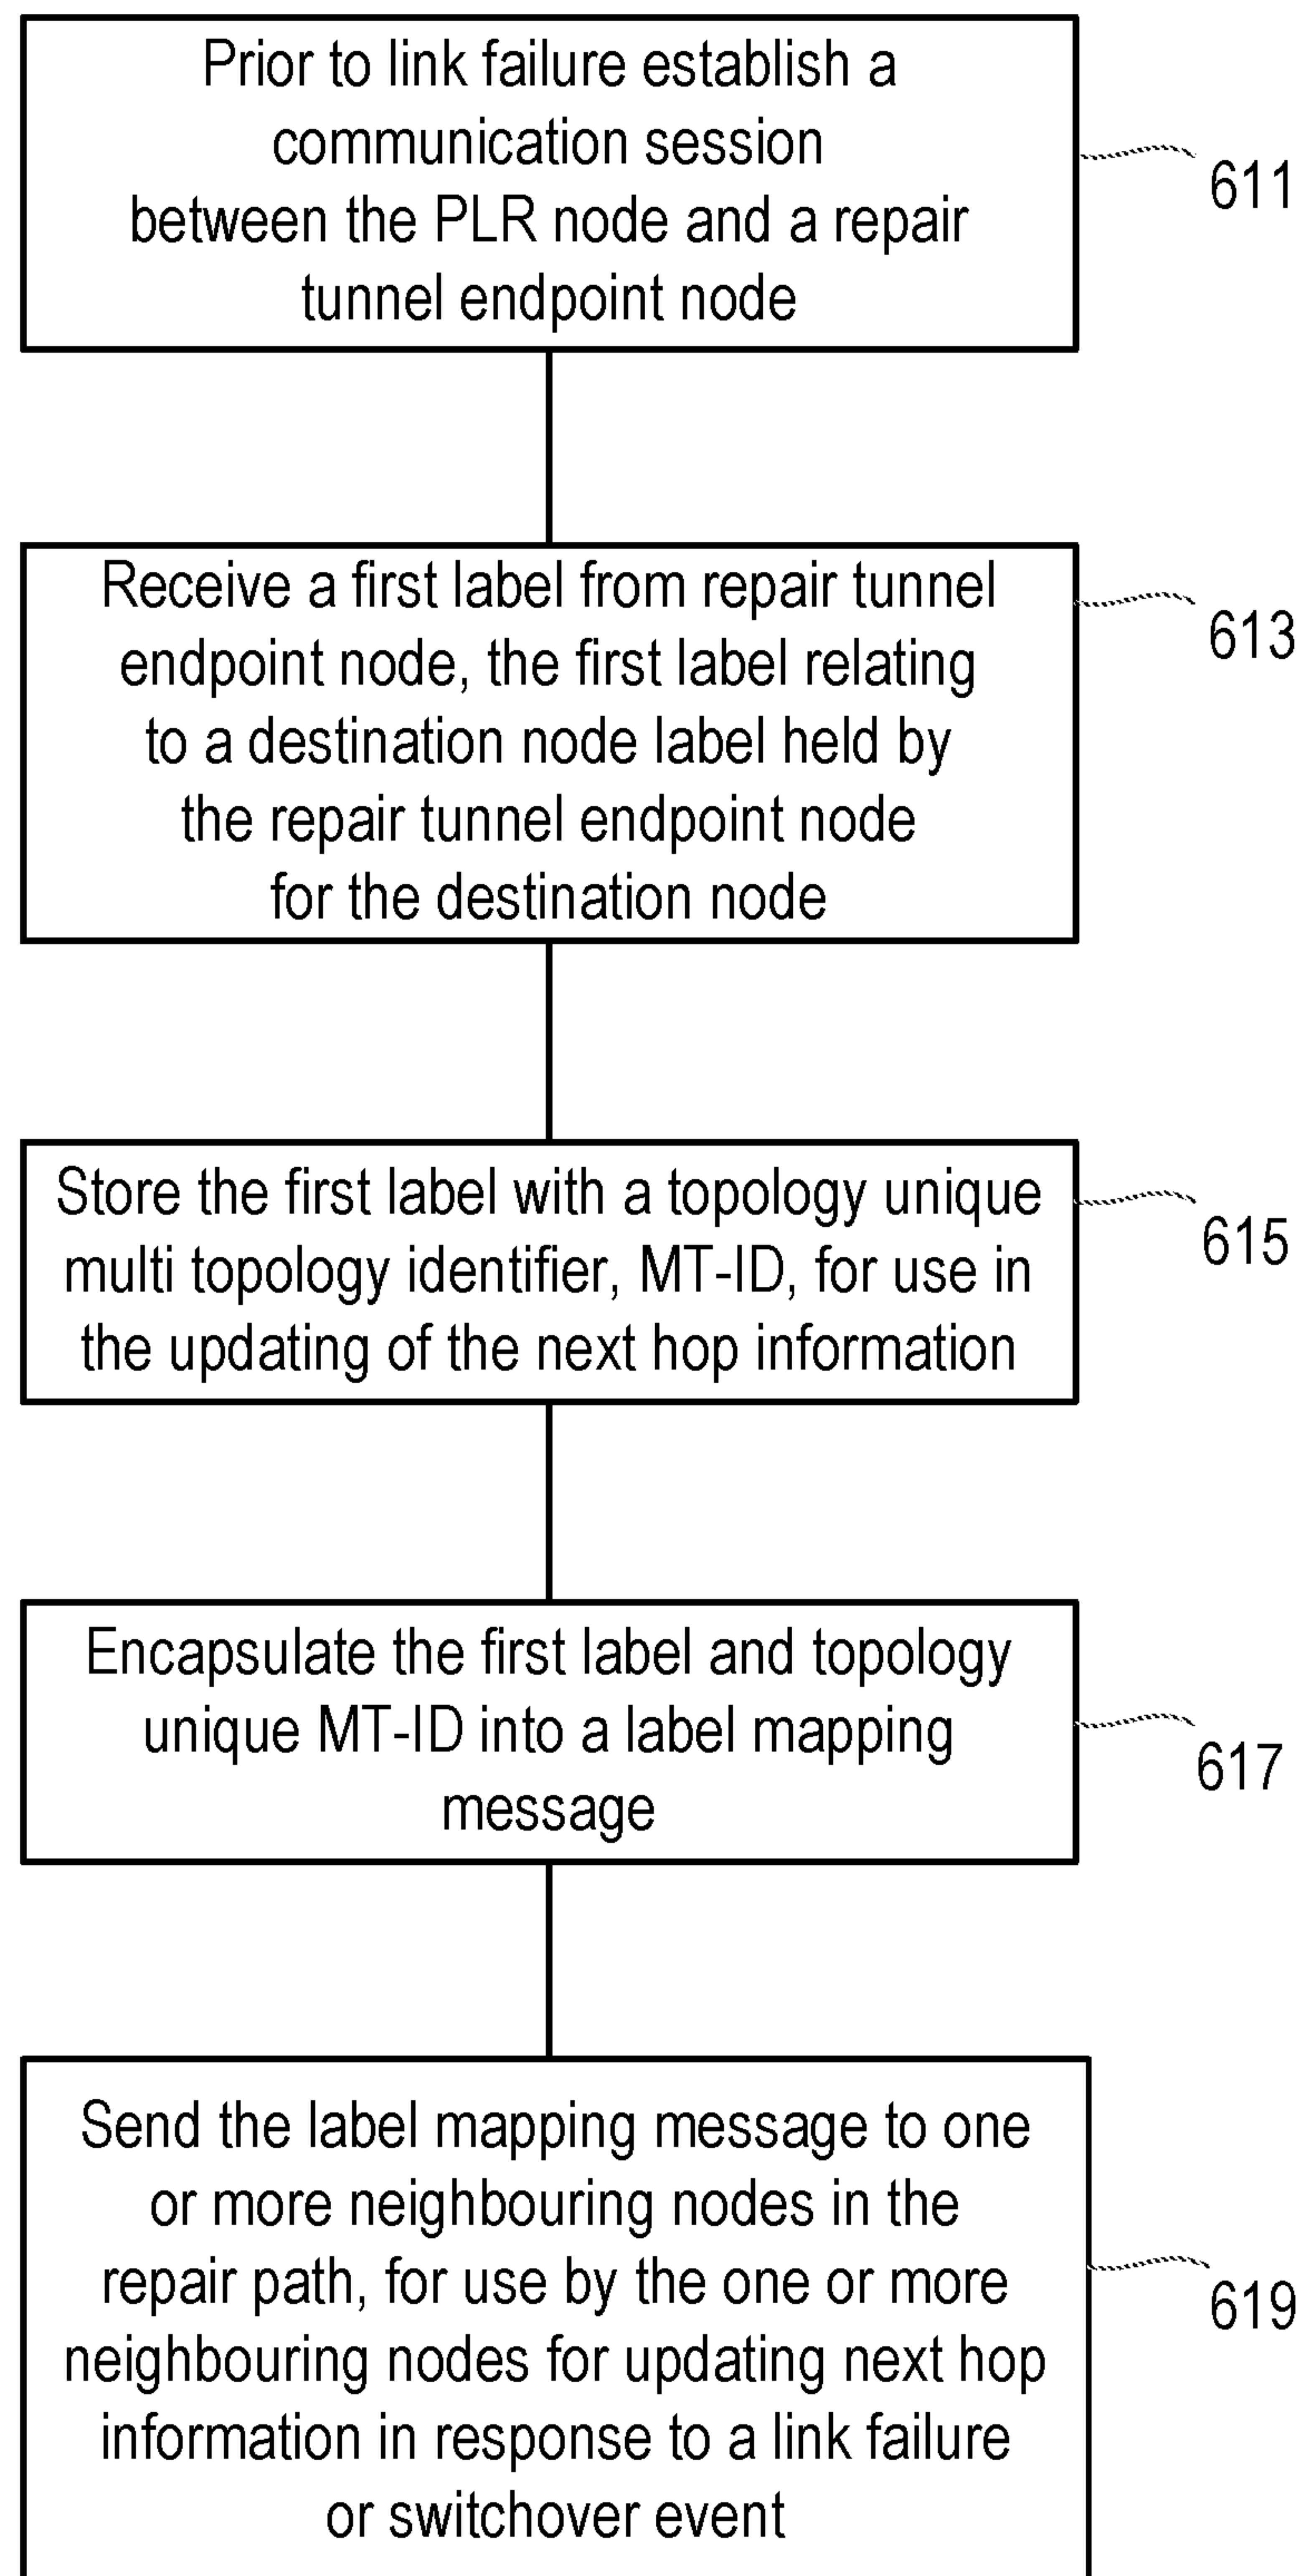 Prior to link failure establish a
communication session
between the PLR node and a repair
tunnel endpoint node
611
Receive a first label from repair tunnel
endpoint node, the first label relating
to a destination node label held by
the repair tunnel endpoint node
for the destination node
613
Store the first label with a topology unique
multi topology identifier, MT-ID, for use in
the updating of the next hop information
615
Encapsulate the first label and topology
unique MT-ID into a label mapping
message
617
Send the label mapping message to one
or more neighbouring nodes in the
repair path, for use by the one or more
neighbouring nodes for updating next hop
information in response to a link failure
or switchover event
619